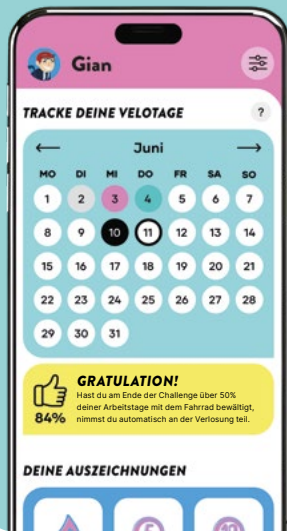 Gian
TRACKE DEINE VELOTAGE ?
← Juni →
MO DI MI DO FR SA SO
1 2 3 4 5 6 7
8 9 10 11 12 13 14
15 16 17 18 19 20 21
22 23 24 25 26 27 28
29 30 31
GRATULATION!
Hast du am Ende der Challenge über 50%
deiner Arbeitstage mit dem Fahrrad bewältigt,
nimmst du automatisch an der Verlosung teil.
84%
DEINE AUSZEICHNUNGEN